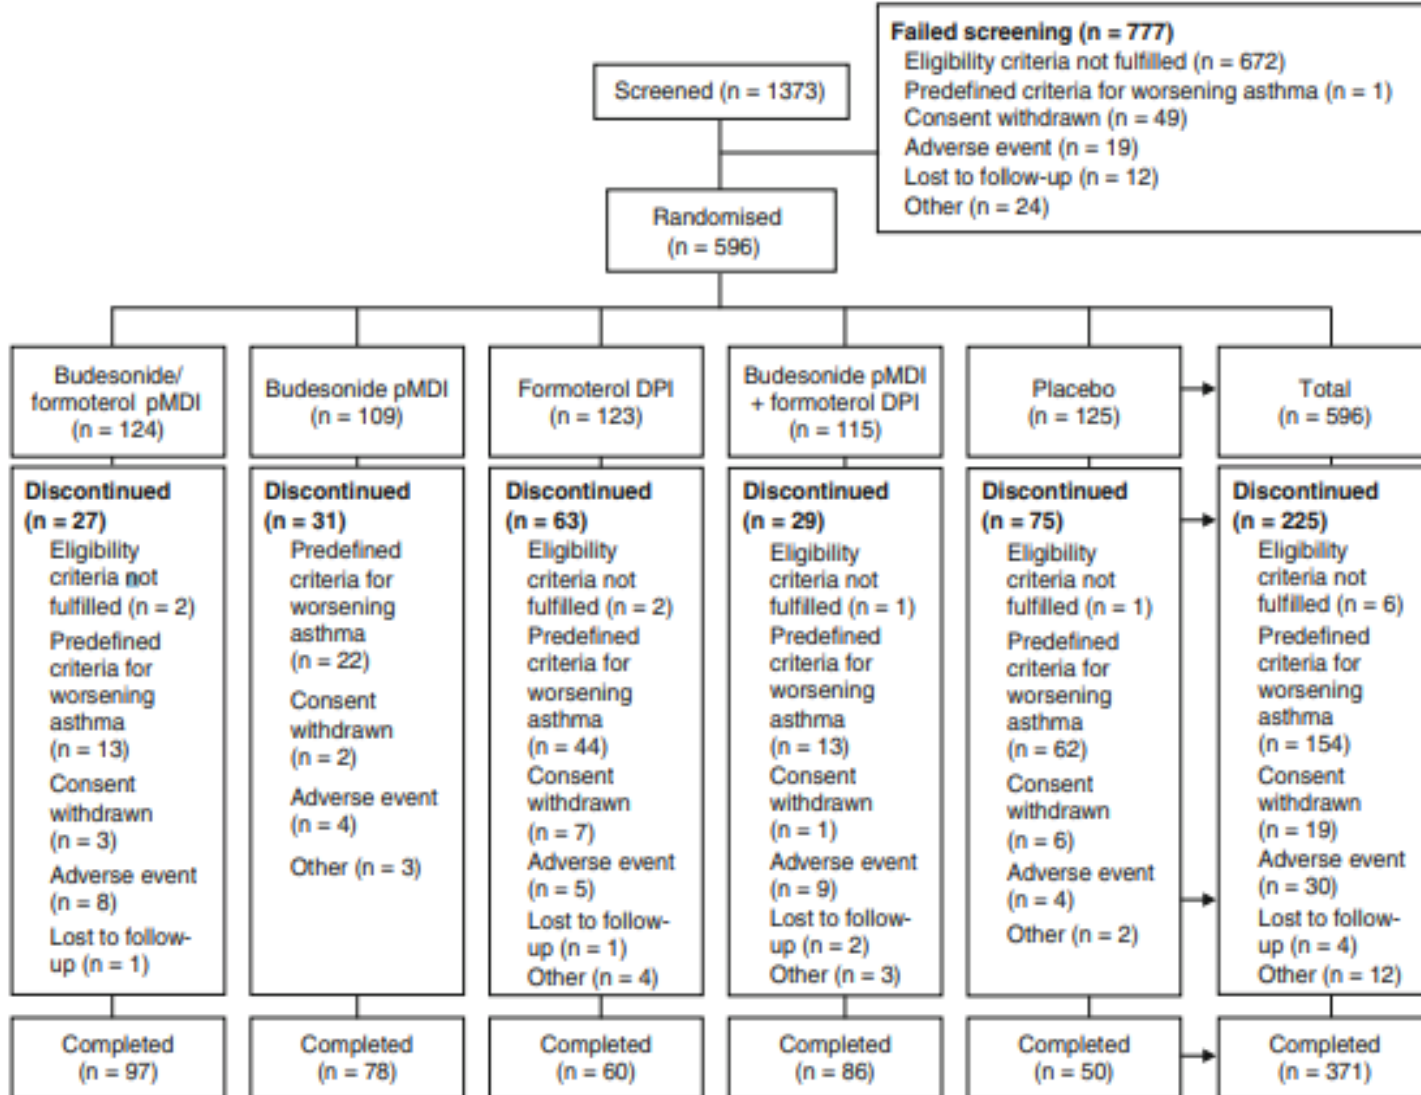 Failed screening (n = 777)
Eligibility criteria not fulfilled (n = 672)
Predefined criteria for worsening asthma (n = 1)
Consent withdrawn (n = 49)
Adverse event (n = 19)
Lost to follow-up (n = 12)
Other (n = 24)
Screened (n = 1373)
Randomised
(n = 596)
Budesonide/
formoterol pMDI
(n = 124)
Budesonide pMDI
(n = 109)
Formoterol DPI
(n = 123)
Budesonide pMDI
+ formoterol DPI
(n = 115)
Placebo
(n = 125)
Total
(n = 596)
Discontinued
(n = 27)
Eligibility
criteria not
fulfilled (n = 2)
Predefined
criteria for
worsening
asthma
(n = 13)
Consent
withdrawn
(n = 3)
Adverse event
(n = 8)
Lost to follow-
up (n = 1)
Discontinued
(n = 31)
Predefined
criteria for
worsening
asthma
(n = 22)
Consent
withdrawn
(n = 2)
Adverse event
(n = 4)
Other (n = 3)
Discontinued
(n = 63)
Eligibility
criteria not
fulfilled (n = 2)
Predefined
criteria for
worsening
asthma
(n = 44)
Consent
withdrawn
(n = 7)
Adverse event
(n = 5)
Lost to follow-
up (n = 1)
Other (n = 4)
Discontinued
(n = 29)
Eligibility
criteria not
fulfilled (n = 1)
Predefined
criteria for
worsening
asthma
(n = 13)
Consent
withdrawn
(n = 1)
Adverse event
(n = 9)
Lost to follow-
up (n = 2)
Other (n = 3)
Discontinued
(n = 75)
Eligibility
criteria not
fulfilled (n = 1)
Predefined
criteria for
worsening
asthma
(n = 62)
Consent
withdrawn
(n = 6)
Adverse event
(n = 4)
Other (n = 2)
Discontinued
(n = 225)
Eligibility
criteria not
fulfilled (n = 6)
Predefined
criteria for
worsening
asthma
(n = 154)
Consent
withdrawn
(n = 19)
Adverse event
(n = 30)
Lost to follow-
up (n = 4)
Other (n = 12)
Completed
(n = 97)
Completed
(n = 78)
Completed
(n = 60)
Completed
(n = 86)
Completed
(n = 50)
Completed
(n = 371)